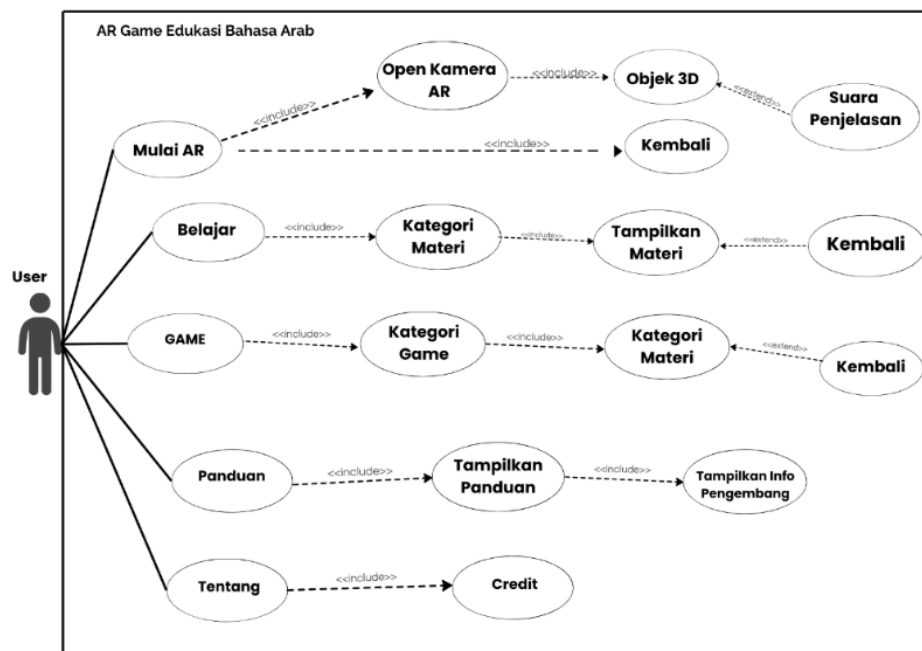 AR Game Edukasi Bahasa Arab
Open Kamera
AR
<<include>>
Objek 3D
<<extend>>
Suara
Penjelasan
<<include>>
Mulai AR
<<include>>
Kembali
Belajar
<<include>>
Kategori
Materi
<<include>>
Tampilkan
Materi
<<extend>>
Kembali
User
GAME
<<include>>
Kategori
Game
<<include>>
Kategori
Materi
<<extend>>
Kembali
Panduan
<<include>>
Tampilkan
Panduan
<<include>>
Tampilkan Info
Pengembang
Tentang
<<include>>
Credit